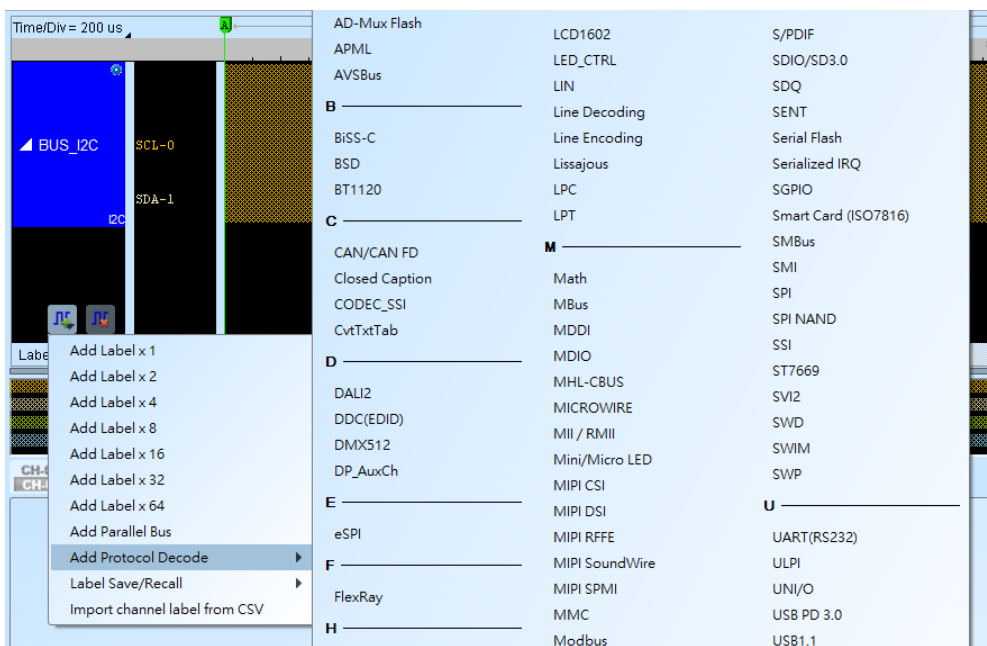 Time/Div = 200 us
A
BUS_I2C
I2C
SCL-0
SDA-1
Add Label x 1
Add Label x 2
Add Label x 4
Add Label x 8
Add Label x 16
Add Label x 32
Add Label x 64
Add Parallel Bus
Add Protocol Decode
Label Save/Recall
Import channel label from CSV
AD-Mux Flash
APML
AVSBus
B
BiSS-C
BSD
BT1120
C
CAN/CAN FD
Closed Caption
CODEC_SSI
CvtTxtTab
D
DALI2
DDC(EDID)
DMX512
DP_AuxCh
E
eSPI
F
FlexRay
H
LCD1602
LED_CTRL
LIN
Line Decoding
Line Encoding
Lissajous
LPC
LPT
M
Math
MBus
MDDI
MDIO
MHL-CBUS
MICROWIRE
MII / RMII
Mini/Micro LED
MIPI CSI
MIPI DSI
MIPI RFFE
MIPI SoundWire
MIPI SPMI
MMC
Modbus
S/PDIF
SDIO/SD3.0
SDQ
SENT
Serial Flash
Serialized IRQ
SGPIO
Smart Card (ISO7816)
SMBus
SMI
SPI
SPI NAND
SSI
ST7669
SVI2
SWD
SWIM
SWP
U
UART(RS232)
ULPI
UNI/O
USB PD 3.0
USB1.1